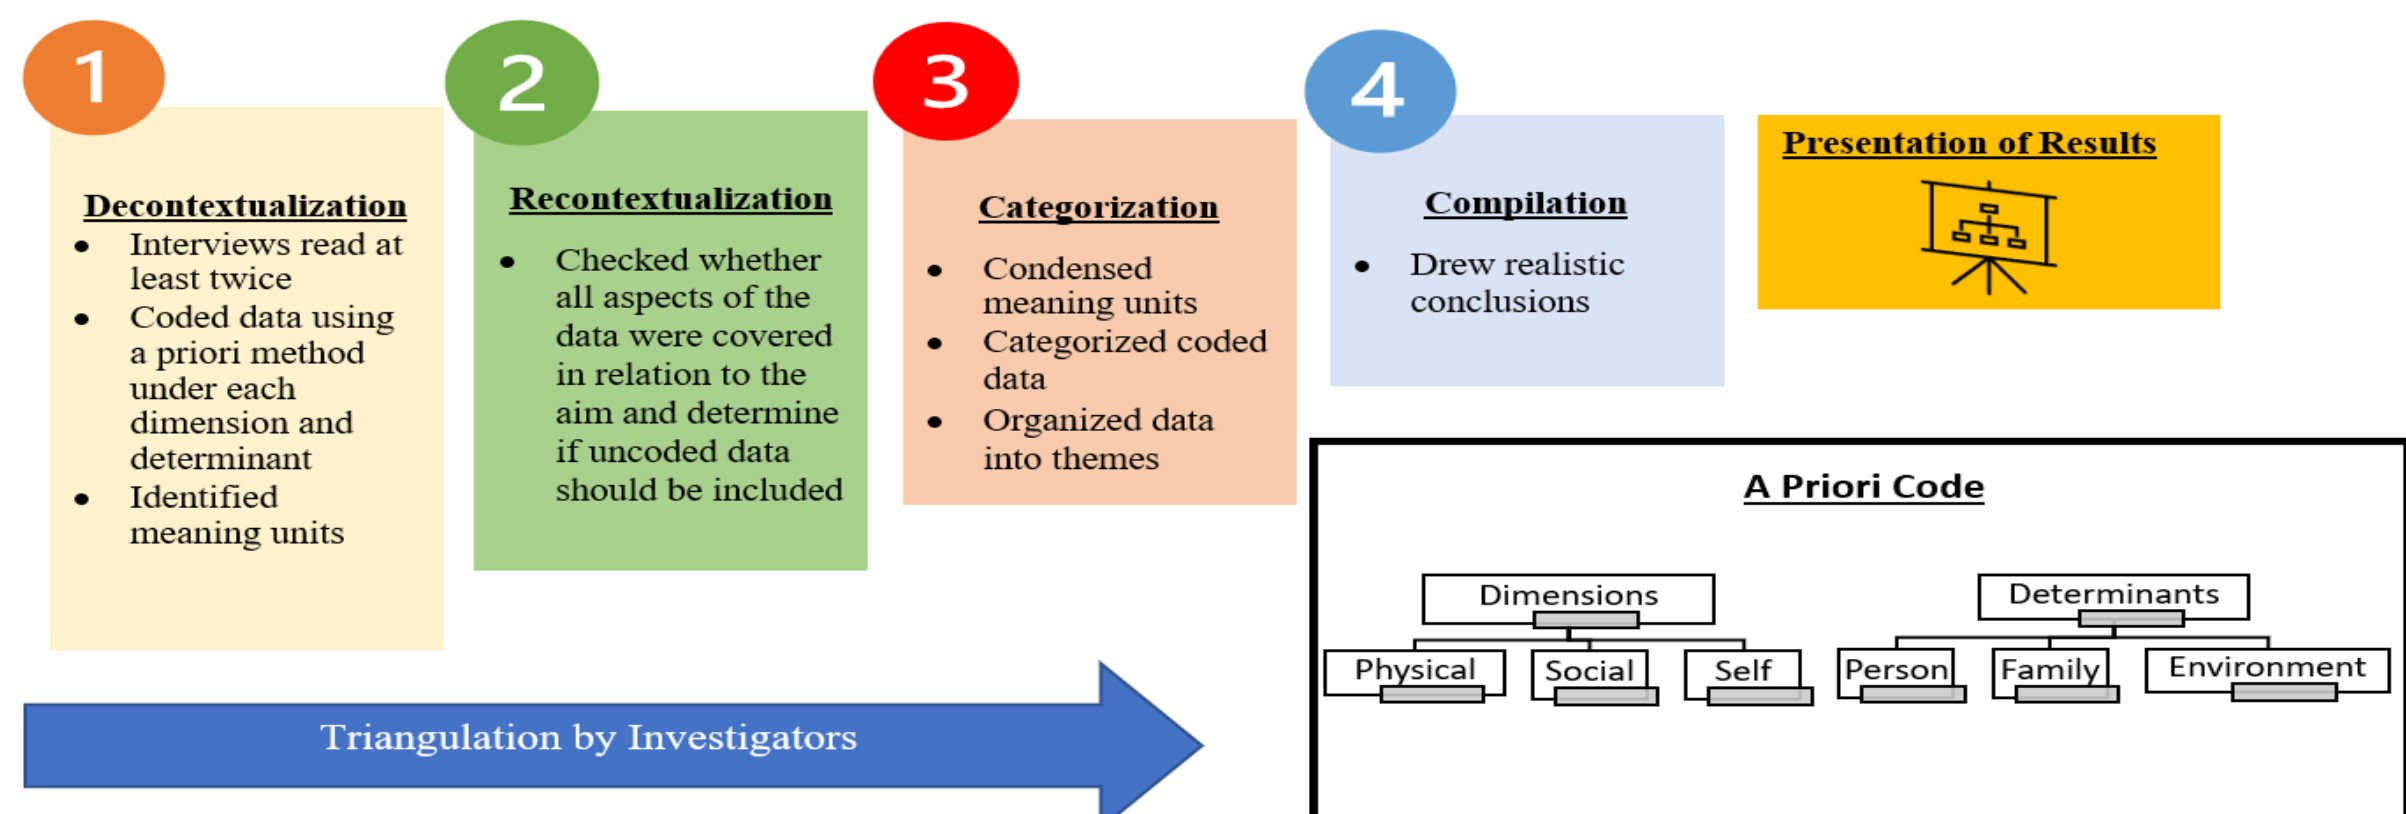 1
Decontextualization
Interviews read at
least twice
Coded data using
a priori method
under each
dimension and
determinant
Identified
meaning units
2
Recontextualization
Checked whether
all aspects of the
data were covered
in relation to the
aim and determine
if uncoded data
should be included
3
Categorization
Condensed
meaning units
Categorized coded
data
Organized data
into themes
4
Compilation
Drew realistic
conclusions
Presentation of Results
Triangulation by Investigators
A Priori Code
Dimensions
Physical
Social
Self
Determinants
Person
Family
Environment